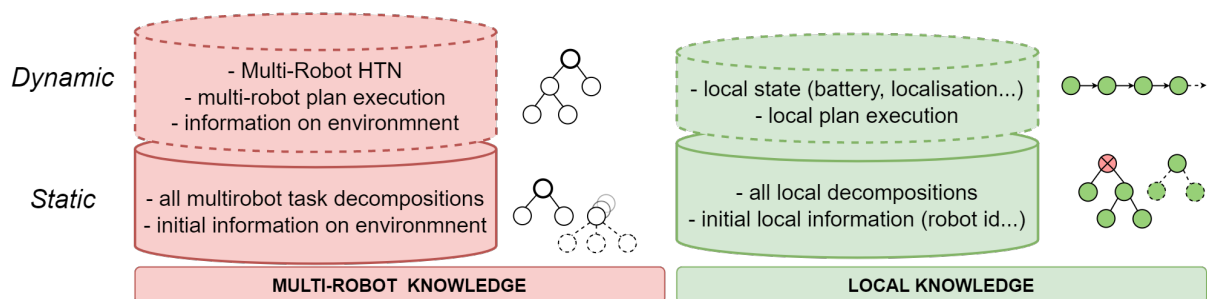 Dynamic
- Multi-Robot HTN
- multi-robot plan execution
- information on environmnent
- local state (battery, localisation...)
- local plan execution
Static
- all multirobot task decompositions
- initial information on environmnent
- all local decompositions
- initial local information (robot id...)
MULTI-ROBOT KNOWLEDGE
LOCAL KNOWLEDGE